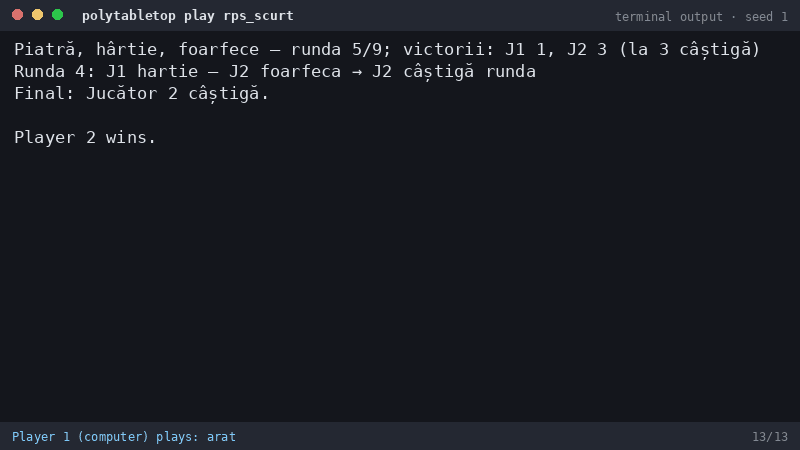 polytabletop play rps_scurt
terminal output · seed 1
Piatră, hârtie, foarfece — runda 5/9; victorii: J1 1, J2 3 (la 3 câștigă)
Runda 4: J1 hartie — J2 foarfeca → J2 câștigă runda
Final: Jucător 2 câștigă.
Player 2 wins.
Player 1 (computer) plays: arat
13/13